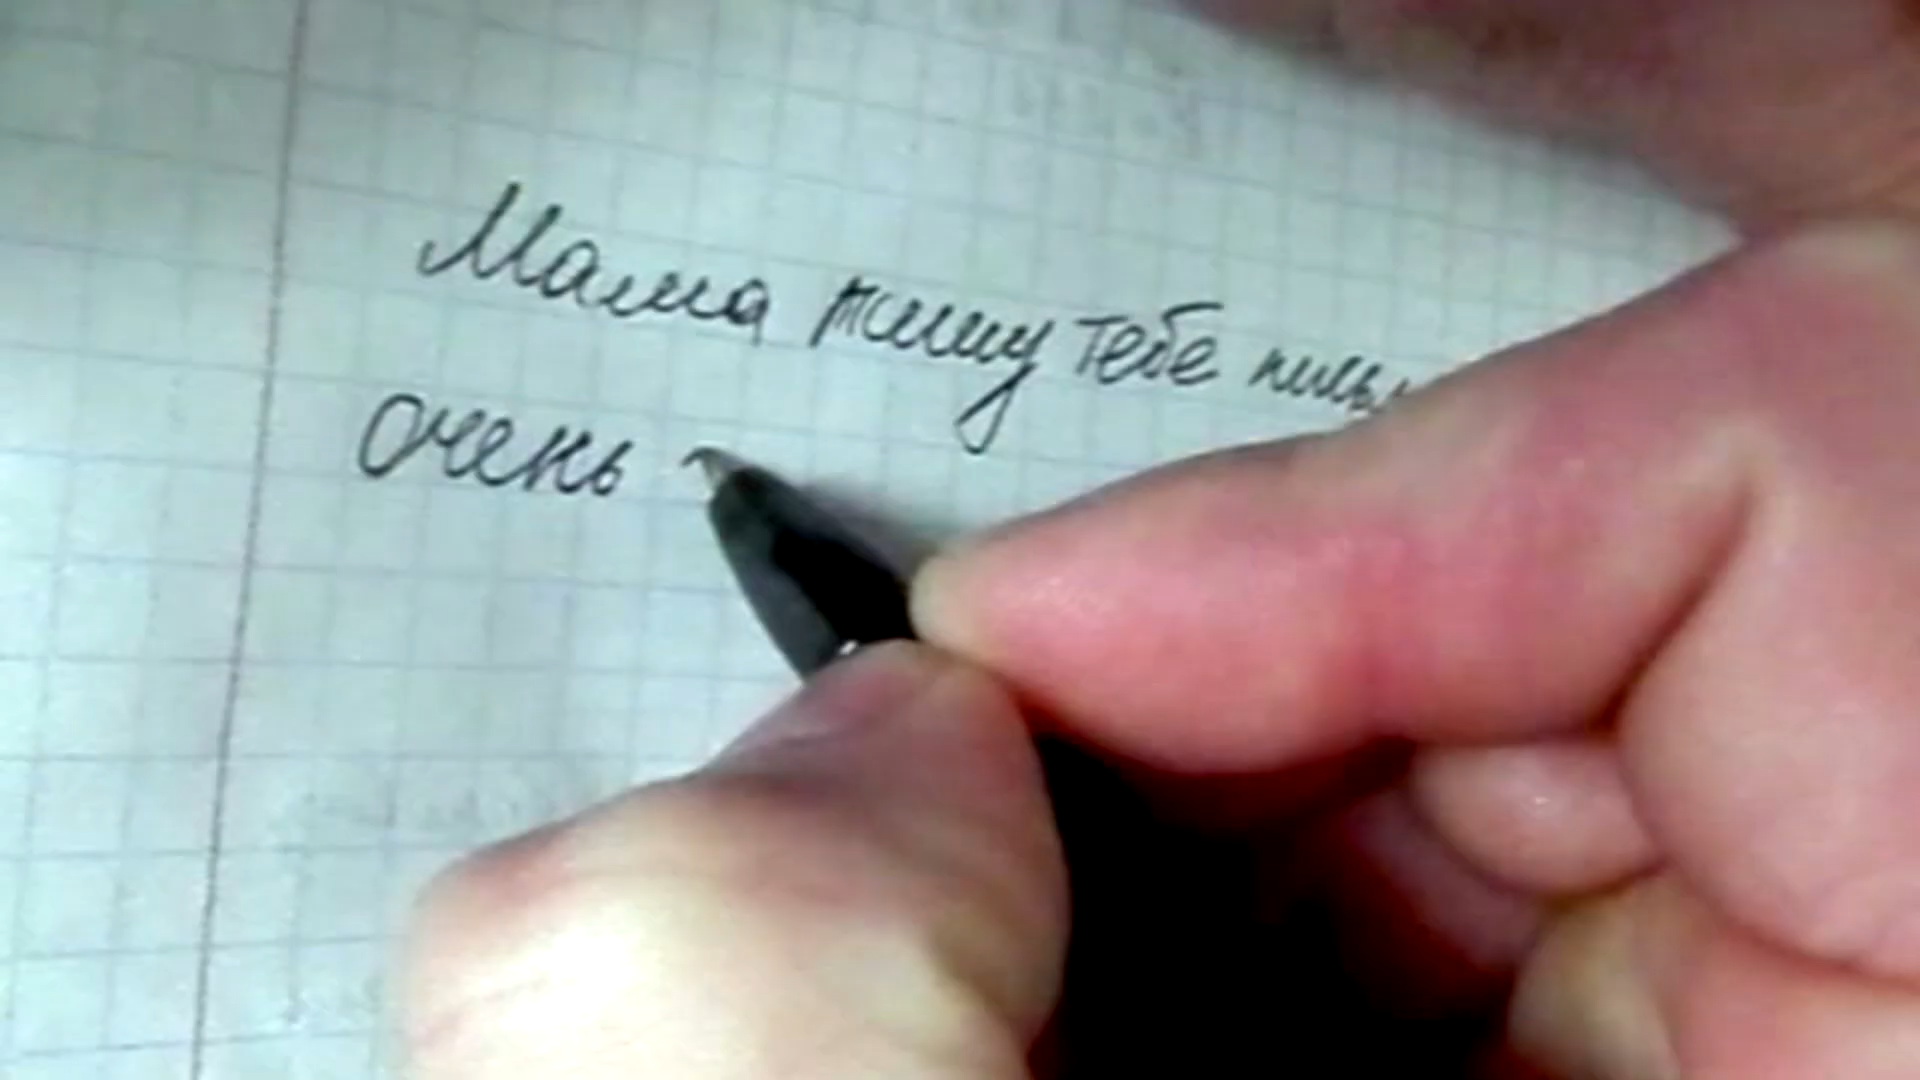 Мама пишу тебе
очень